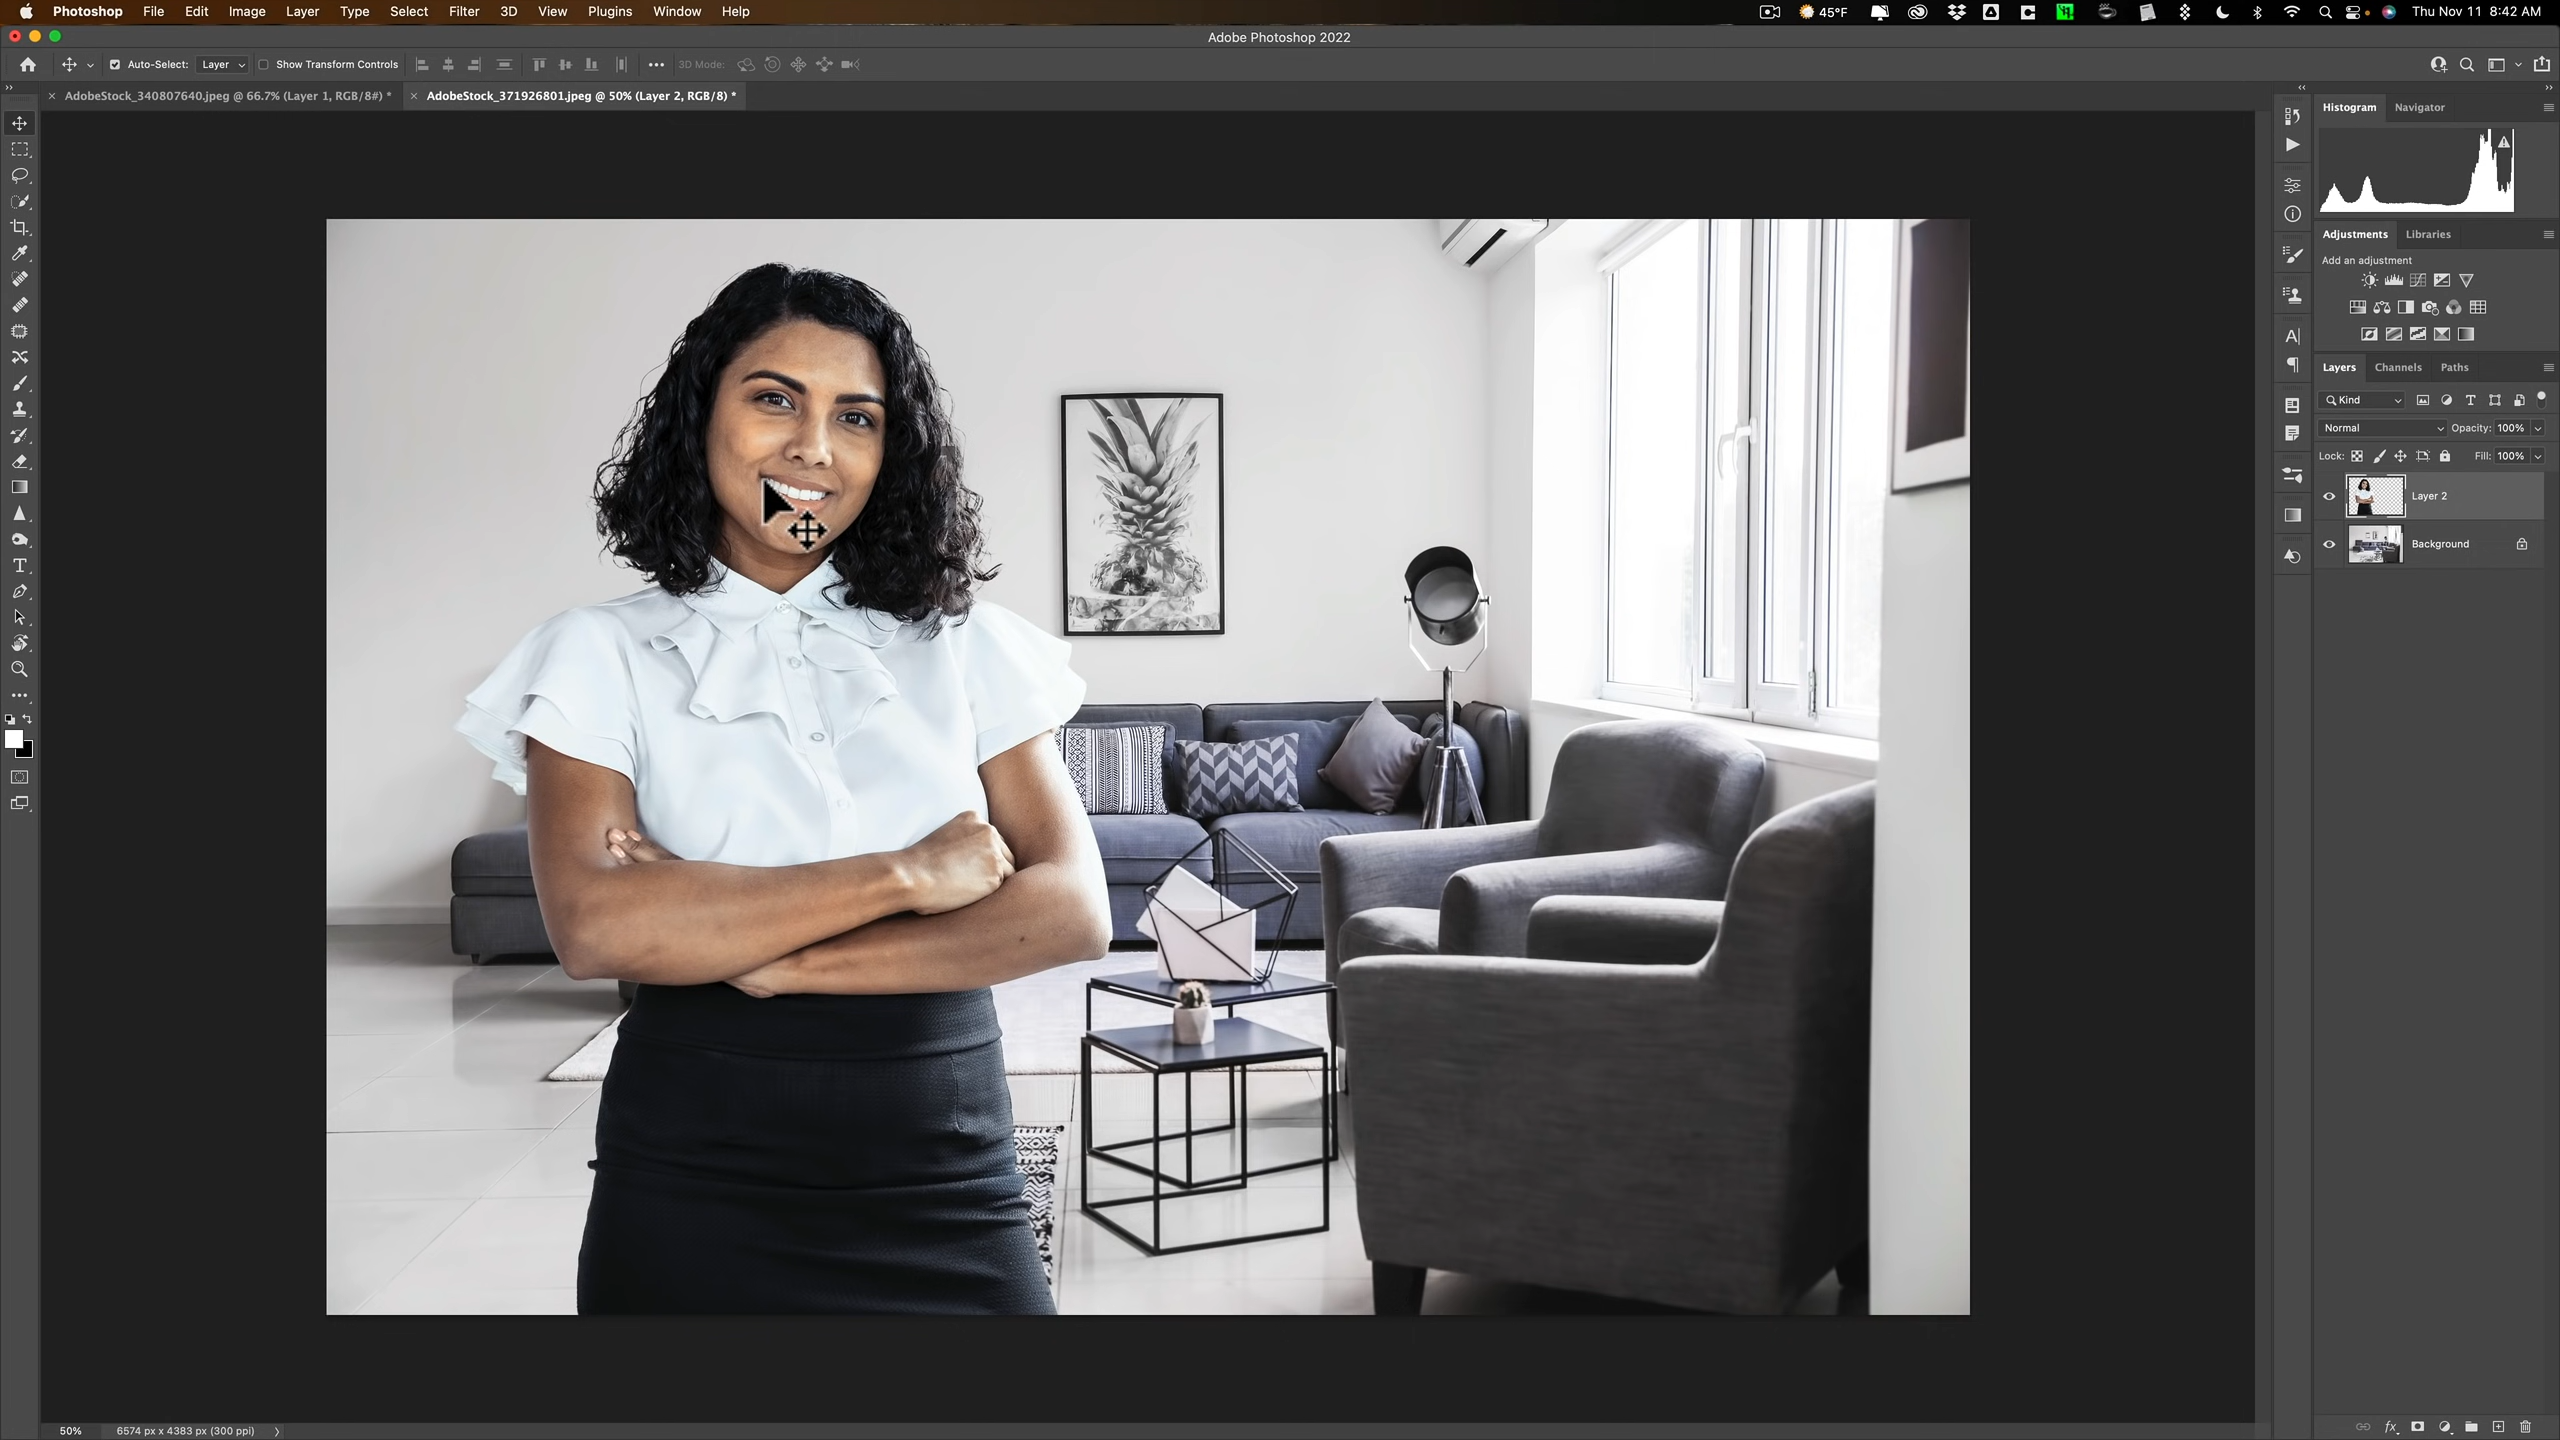 Photoshop File Edit Image Layer Type Select Filter 3D View Plugins Window Help 45°F Thu Nov 11 8:42 AM
Adobe Photoshop 2022
Auto-Select: Layer Show Transform Controls 3D Mode:
AdobeStock_340807640.jpeg @ 66.7% (Layer 1, RGB/8#) * AdobeStock_371926801.jpeg @ 50% (Layer 2, RGB/8) *
Histogram Navigator
Adjustments Libraries
Add an adjustment
Layers Channels Paths
Kind
Normal Opacity: 100%
Lock: Fill: 100%
Layer 2
Background
50% 6574 px x 4383 px (300 ppi)